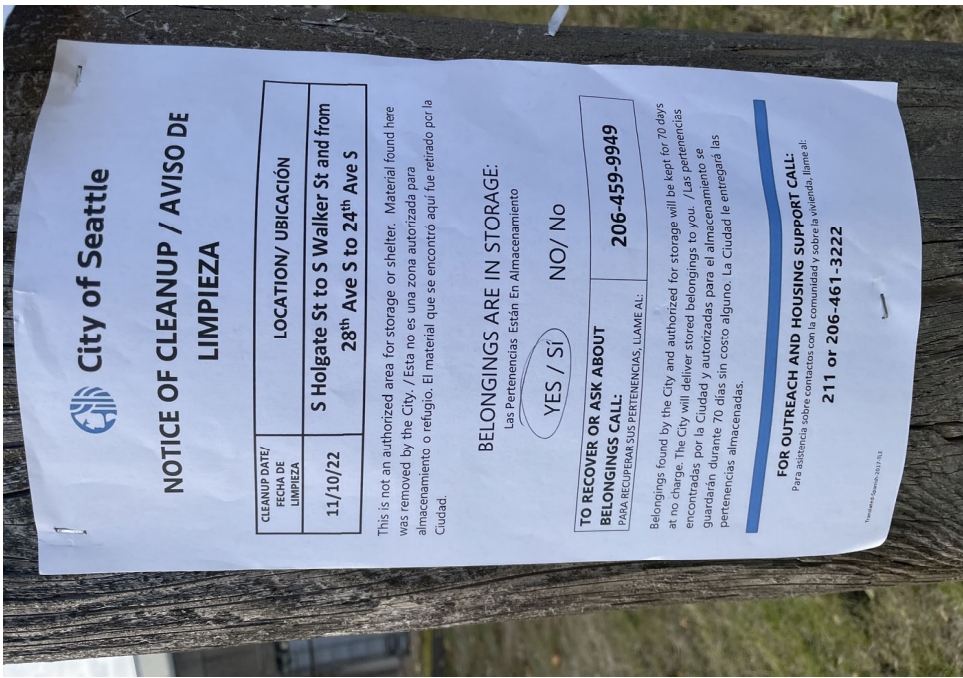 City of Seattle
NOTICE OF CLEANUP / AVISO DE
LIMPIEZA
CLEANUP DATE/
FECHA DE
LIMPIEZA
LOCATION/ UBICACIÓN
11/10/22
S Holgate St to S Walker St and from
28th Ave S to 24th Ave S
This is not an authorized area for storage or shelter. Material found here
was removed by the City. / Esta no es una zona autorizada para
almacenamiento o refugio. El material que se encontró aquí fue retirado por la
Ciudad.
BELONGINGS ARE IN STORAGE:
Las Pertenencias Están En Almacenamiento
YES / Sí NO/ No
TO RECOVER OR ASK ABOUT
BELONGINGS CALL:
PARA RECUPERAR SUS PERTENENCIAS, LLAME AL:
206-459-9949
Belongings found by the City and authorized for storage will be kept for 70 days
at no charge. The City will deliver stored belongings to you. / Las pertenencias
encontradas por la Ciudad y autorizadas para el almacenamiento se
guardarán durante 70 días sin costo alguno. La Ciudad le entregará las
pertenencias almacenadas.
FOR OUTREACH AND HOUSING SUPPORT CALL:
Para asistencia sobre contactos con la comunidad y sobre la vivienda, llame al:
211 or 206-461-3222
Translated-Spanish-2017-TLE